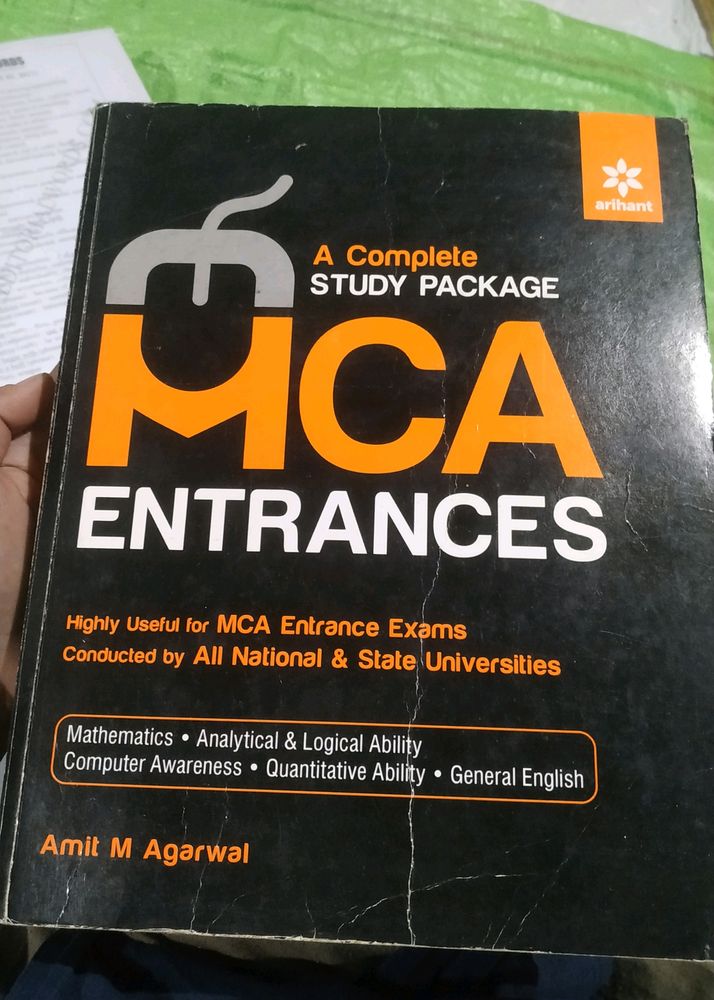 arihant
A Complete
STUDY PACKAGE
MCA
ENTRANCES
Highly Useful for MCA Entrance Exams
Conducted by All National & State Universities
Mathematics • Analytical & Logical Ability
Computer Awareness • Quantitative Ability • General English
Amit M Agarwal